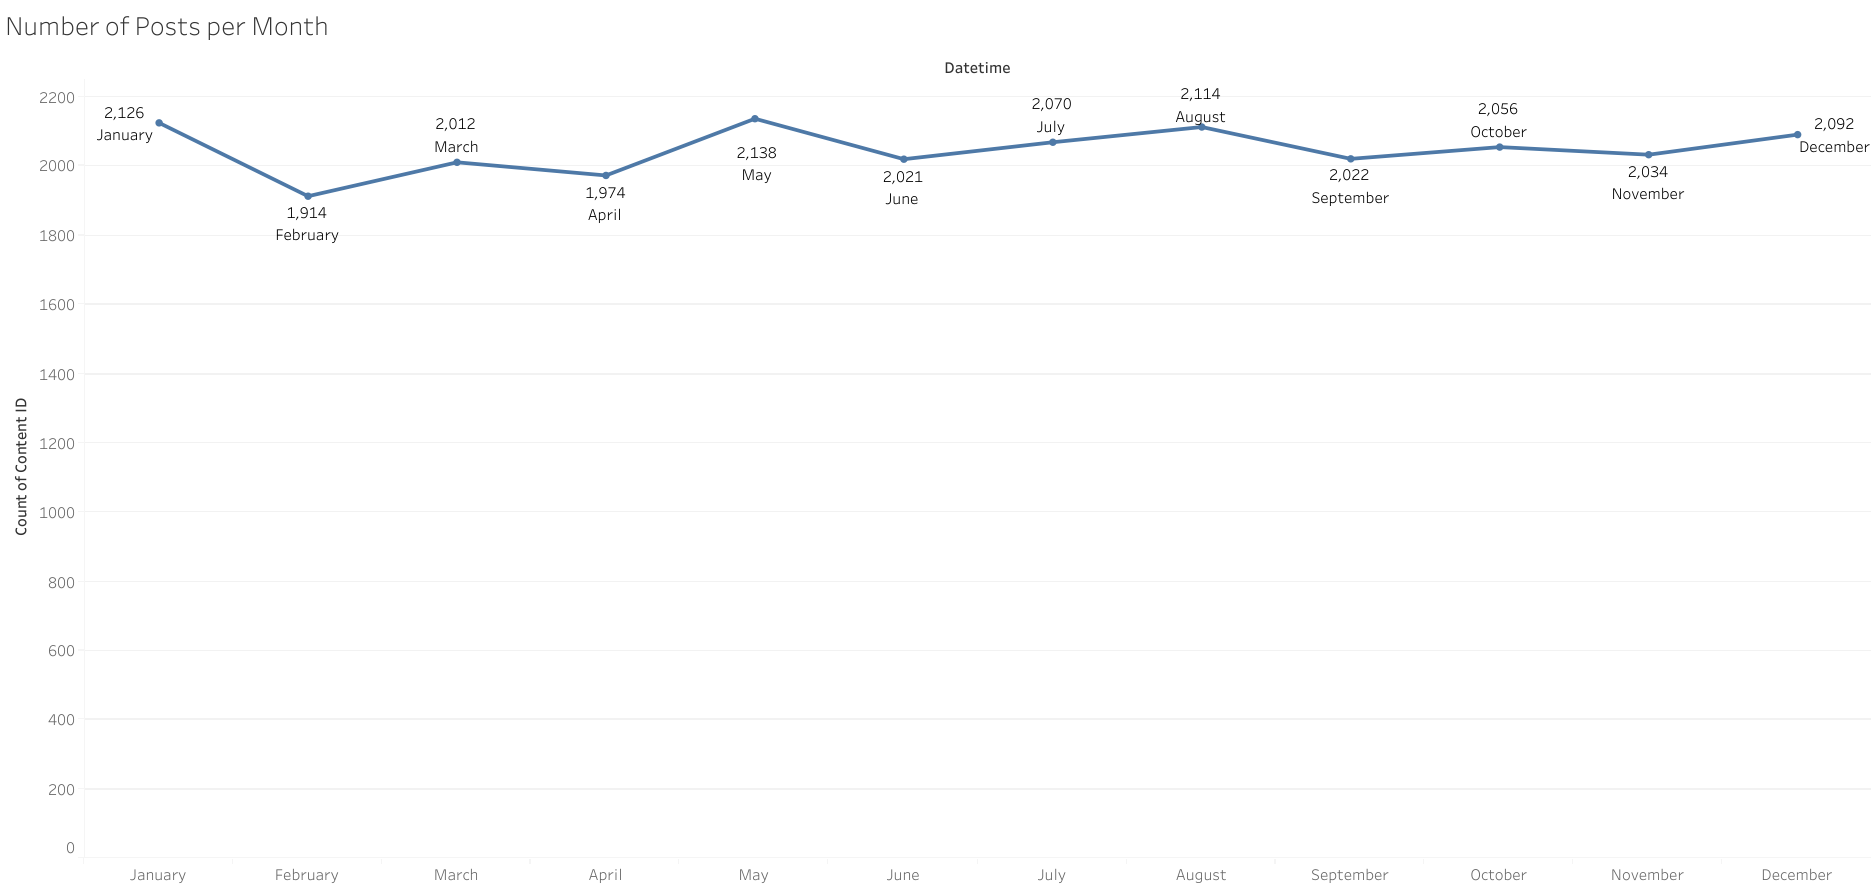 Number of Posts per Month
Datetime
Count of Content ID
2200
2000
1800
1600
1400
1200
1000
800
600
400
200
0
2,126
January
1,914
February
2,012
March
1,974
April
2,138
May
2,021
June
2,070
July
2,114
August
2,022
September
2,056
October
2,034
November
2,092
December
January February March April May June July August September October November December